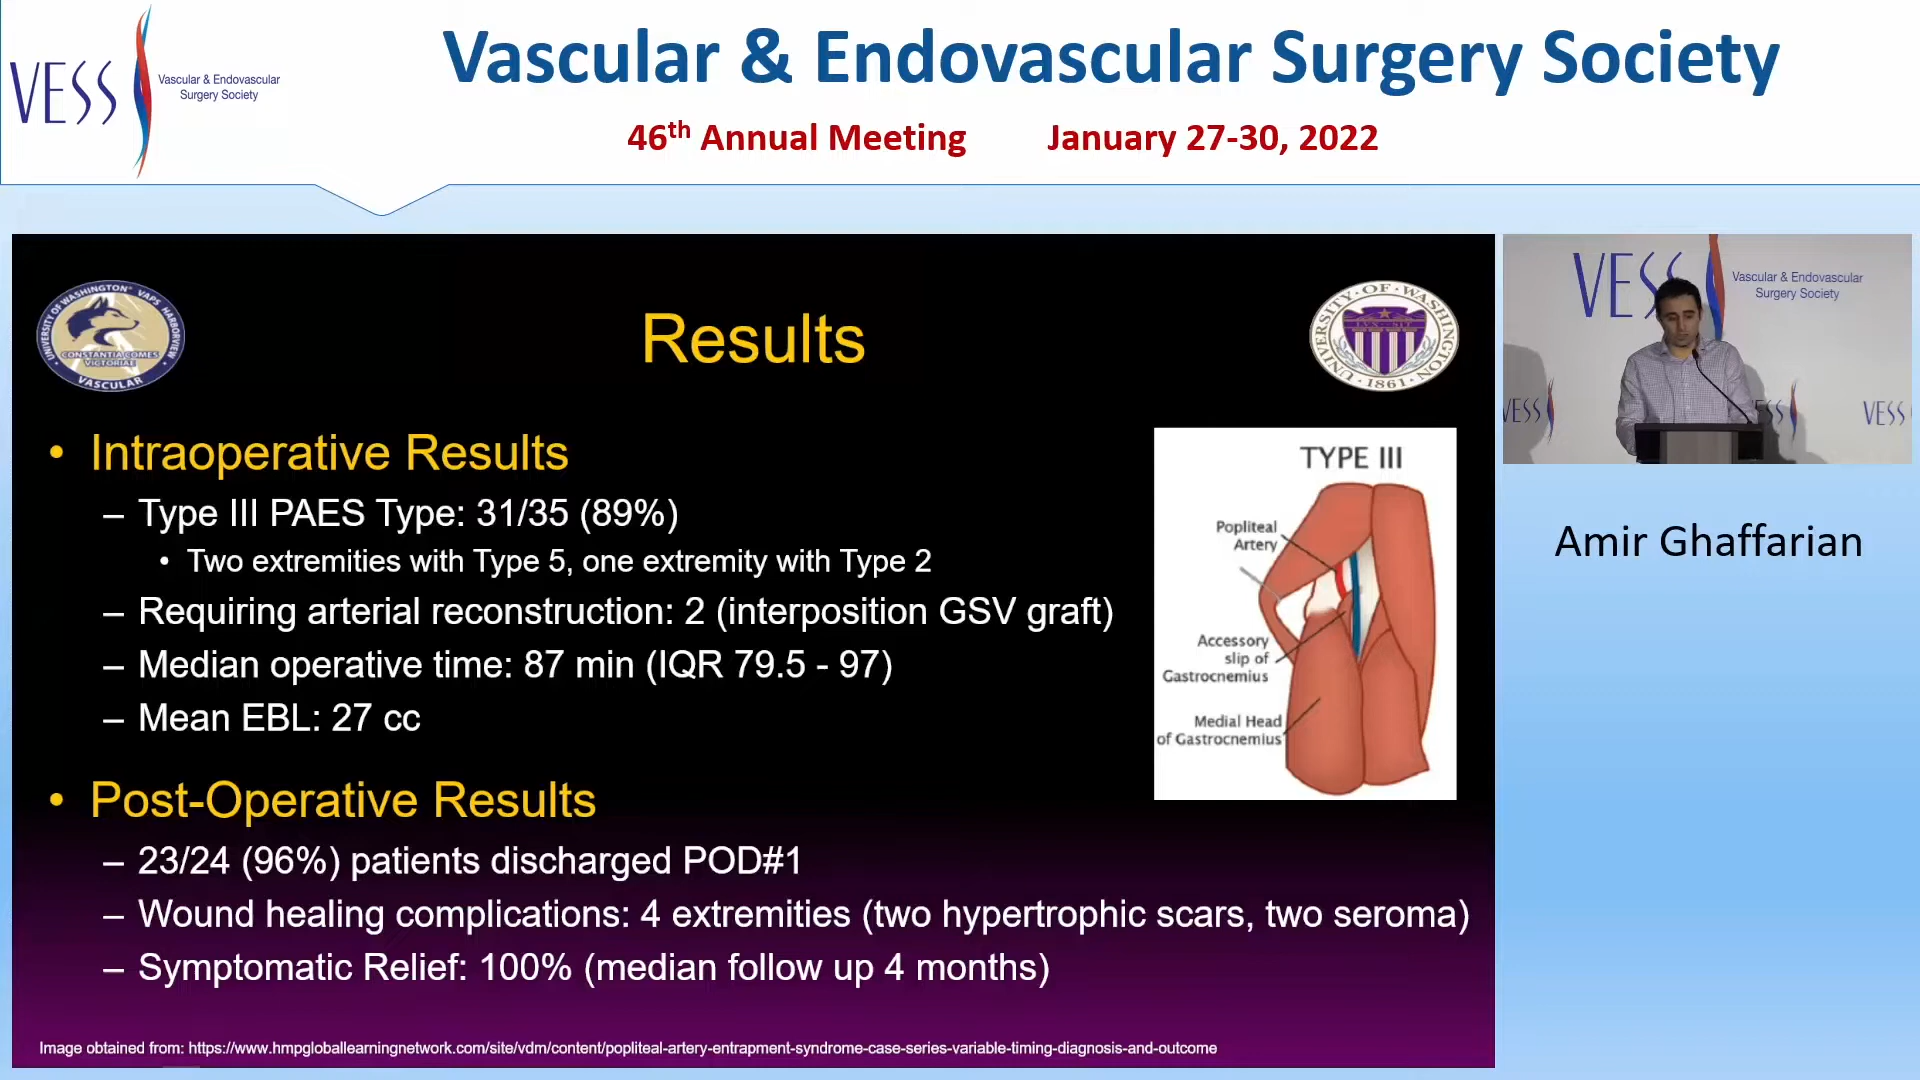 VESS
Vascular & Endovascular
Surgery Society
Vascular & Endovascular Surgery Society
46th Annual Meeting January 27-30, 2022
UNIVERSITY OF WASHINGTON VAPS HARBORVIEW
CONSTANTIA COMES
VICTORIAE
VASCULAR
Results
UNIVERSITY OF WASHINGTON
LVX SIT
1861
• Intraoperative Results
– Type III PAES Type: 31/35 (89%)
• Two extremities with Type 5, one extremity with Type 2
– Requiring arterial reconstruction: 2 (interposition GSV graft)
– Median operative time: 87 min (IQR 79.5 - 97)
– Mean EBL: 27 cc
TYPE III
Popliteal
Artery
Accessory
slip of
Gastrocnemius
Medial Head
of Gastrocnemius
• Post-Operative Results
– 23/24 (96%) patients discharged POD#1
– Wound healing complications: 4 extremities (two hypertrophic scars, two seroma)
– Symptomatic Relief: 100% (median follow up 4 months)
Image obtained from: https://www.hmpgloballearningnetwork.com/site/vdm/content/popliteal-artery-entrapment-syndrome-case-series-variable-timing-diagnosis-and-outcome
VESS
Vascular & Endovascular
Surgery Society
VESS
VESS
Amir Ghaffarian